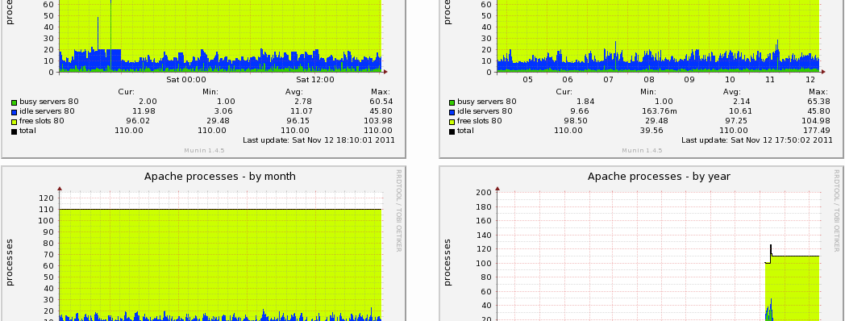 processes
60
50
40
30
20
10
0
Sat 00:00 Sat 12:00
Cur: Min: Avg: Max:
busy servers 80 2.00 1.00 2.78 60.54
idle servers 80 11.98 3.06 11.07 45.80
free slots 80 96.02 29.48 96.15 103.98
total 110.00 110.00 110.00 110.00
Last update: Sat Nov 12 18:10:01 2011
Munin 1.4.5
60
50
40
30
20
10
0
05 06 07 08 09 10 11 12
Cur: Min: Avg: Max:
busy servers 80 1.84 1.00 2.14 65.38
idle servers 80 9.66 163.76m 10.61 45.80
free slots 80 98.50 29.48 97.25 104.98
total 110.00 39.56 110.00 177.49
Last update: Sat Nov 12 17:50:02 2011
Munin 1.4.5
Apache processes - by month
RRDTOOL / TOBI OETIKER
processes
120
110
100
90
80
70
60
50
40
30
20
10
Apache processes - by year
RRDTOOL / TOBI OETIKER
processes
200
180
160
140
120
100
80
60
40
20